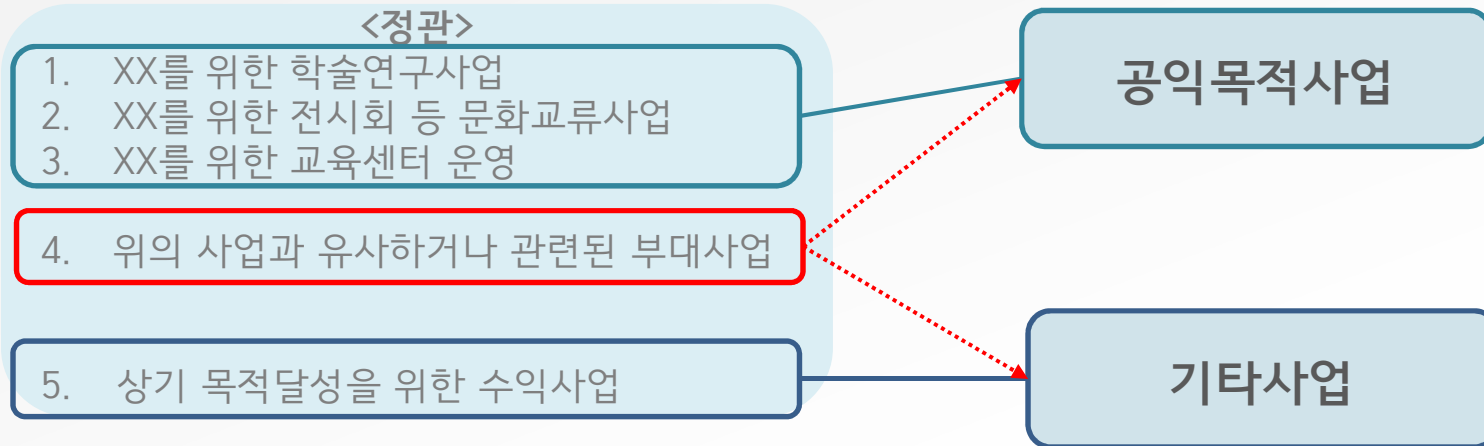 <정관>
1. XX를 위한 학술연구사업
2. XX를 위한 전시회 등 문화교류사업
3. XX를 위한 교육센터 운영
4. 위의 사업과 유사하거나 관련된 부대사업
5. 상기 목적달성을 위한 수익사업
공익목적사업
기타사업